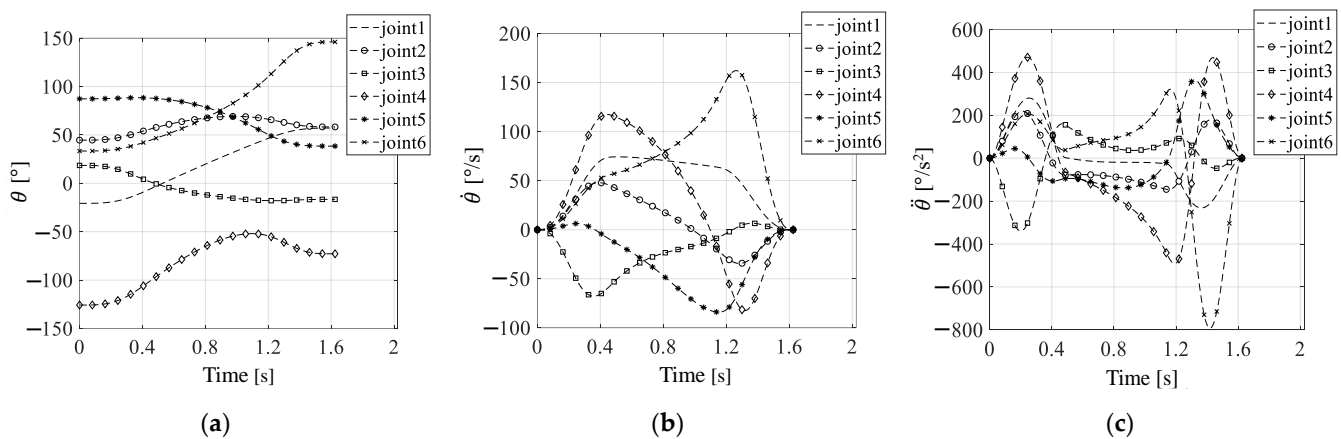 joint1
joint2
joint3
joint4
joint5
joint6
150
100
50
0
−50
−100
−150
θ [°]
0 0.4 0.8 1.2 1.6 2
Time [s]
(a)
joint1
joint2
joint3
joint4
joint5
joint6
200
150
100
50
0
−50
−100
θ̇ [°/s]
0 0.4 0.8 1.2 1.6 2
Time [s]
(b)
joint1
joint2
joint3
joint4
joint5
joint6
600
400
200
0
−200
−400
−600
−800
θ̈ [°/s²]
0 0.4 0.8 1.2 1.6 2
Time [s]
(c)